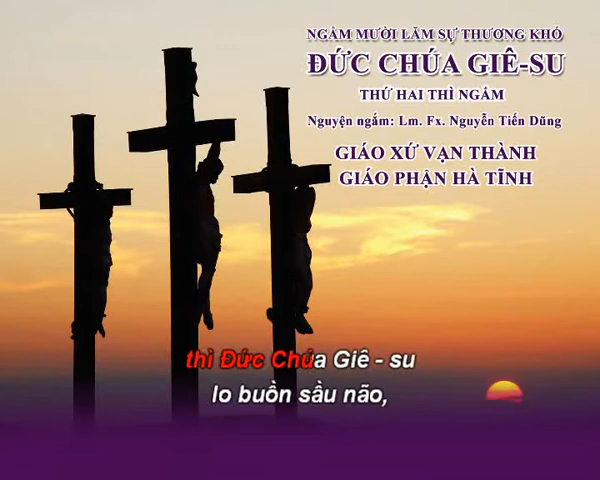 NGẮM MƯỜI LĂM SỰ THƯƠNG KHÓ
ĐỨC CHÚA GIÊ-SU
THỨ HAI THÌ NGẮM
Nguyện ngắm: Lm. Fx. Nguyễn Tiến Dũng
GIÁO XỨ VẠN THÀNH
GIÁO PHẬN HÀ TĨNH
thì Đức Chúa Giê - su
lo buồn sầu não,